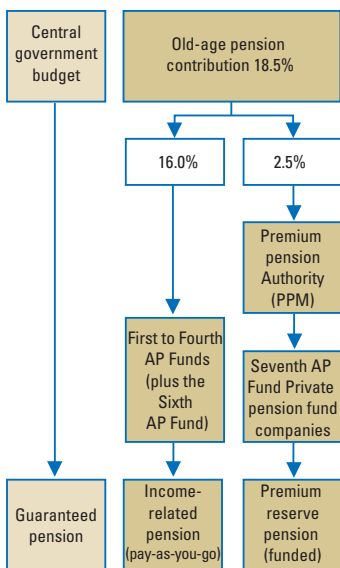 Central
government
budget
Old-age pension
contribution 18.5%
16.0%
2.5%
Premium
pension
Authority
(PPM)
First to Fourth
AP Funds
(plus the
Sixth
AP Fund)
Seventh AP
Fund Private
pension fund
companies
Guaranteed
pension
Income-
related
pension
(pay-as-you-go)
Premium
reserve
pension
(funded)